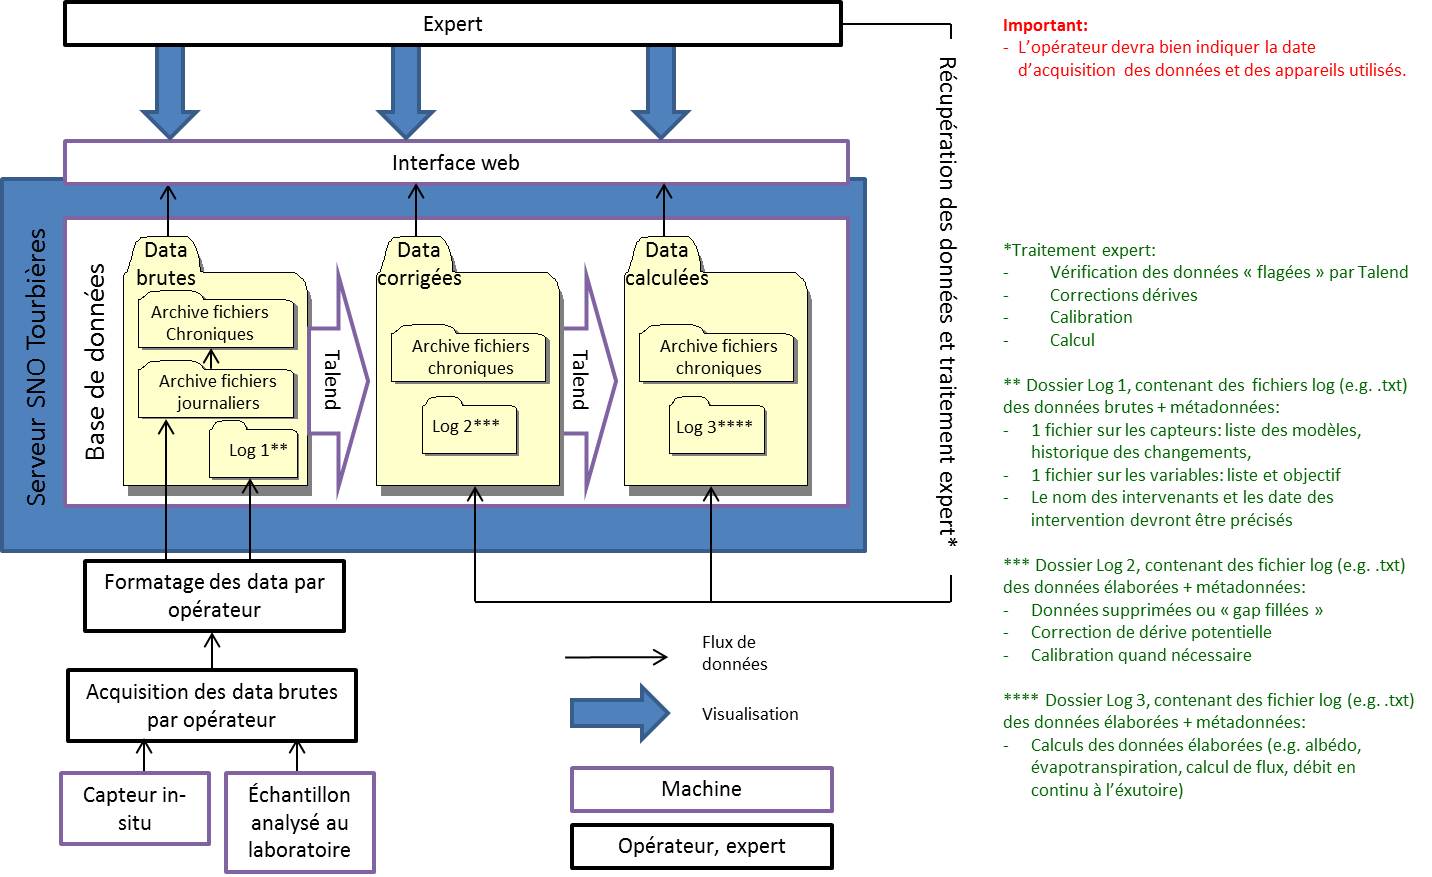 Expert
Interface web
Serveur SNO Tourbières
Base de données
Data
brutes
Archive fichiers
Chroniques
Archive fichiers
journaliers
Log 1**
Talend
Data
corrigées
Archive fichiers
chroniques
Log 2***
Talend
Data
calculées
Archive fichiers
chroniques
Log 3****
Récupération des données et traitement expert*
Formatage des data par
opérateur
Acquisition des data brutes
par opérateur
Capteur in-
situ
Échantillon
analysé au
laboratoire
Flux de
données
Visualisation
Machine
Opérateur, expert
Important:
- L’opérateur devra bien indiquer la date
d’acquisition des données et des appareils utilisés.
*Traitement expert:
- Vérification des données « flagées » par Talend
- Corrections dérives
- Calibration
- Calcul
** Dossier Log 1, contenant des fichiers log (e.g. .txt)
des données brutes + métadonnées:
- 1 fichier sur les capteurs: liste des modèles,
historique des changements,
- 1 fichier sur les variables: liste et objectif
- Le nom des intervenants et les date des
intervention devront être précisés
*** Dossier Log 2, contenant des fichier log (e.g. .txt)
des données élaborées + métadonnées:
- Données supprimées ou « gap fillées »
- Correction de dérive potentielle
- Calibration quand nécessaire
**** Dossier Log 3, contenant des fichier log (e.g. .txt)
des données élaborées + métadonnées:
- Calculs des données élaborées (e.g. albédo,
évapotranspiration, calcul de flux, débit en
continu à l’éxutoire)